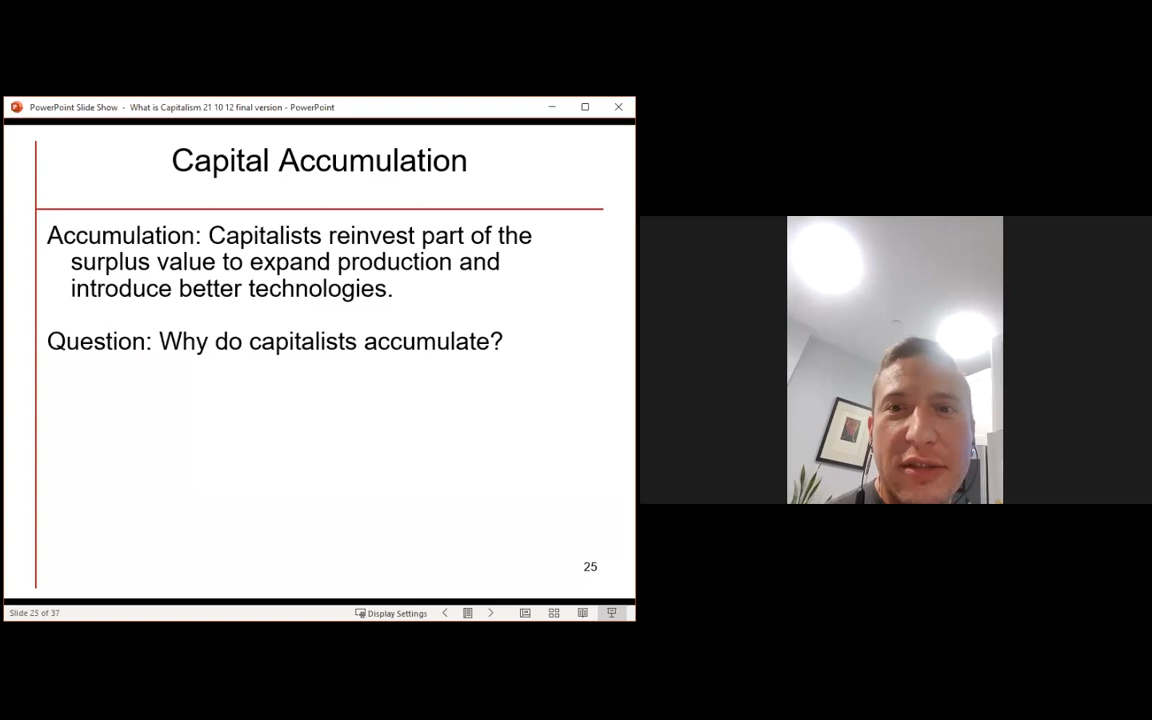 PowerPoint Slide Show - What is Capitalism 21 10 12 final version - PowerPoint
Capital Accumulation
Accumulation: Capitalists reinvest part of the
surplus value to expand production and
introduce better technologies.
Question: Why do capitalists accumulate?
25
Slide 25 of 37
Display Settings